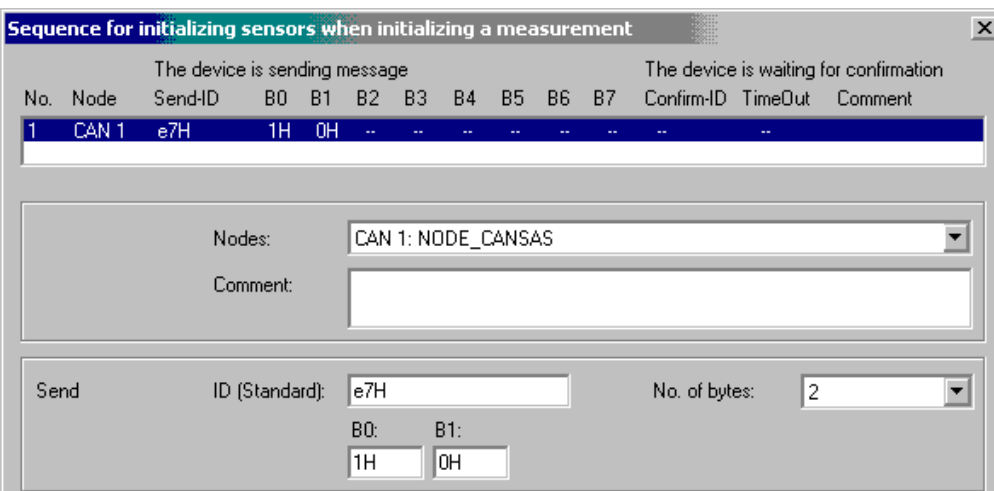 Sequence for initializing sensors when initializing a measurement
The device is sending message The device is waiting for confirmation
No. Node Send-ID B0 B1 B2 B3 B4 B5 B6 B7 Confirm-ID TimeOut Comment
1 CAN 1 e7H 1H 0H -- -- -- -- -- -- -- --
Nodes: CAN 1: NODE_CANSAS
Comment:
Send ID (Standard): e7H No. of bytes: 2
B0: B1:
1H 0H